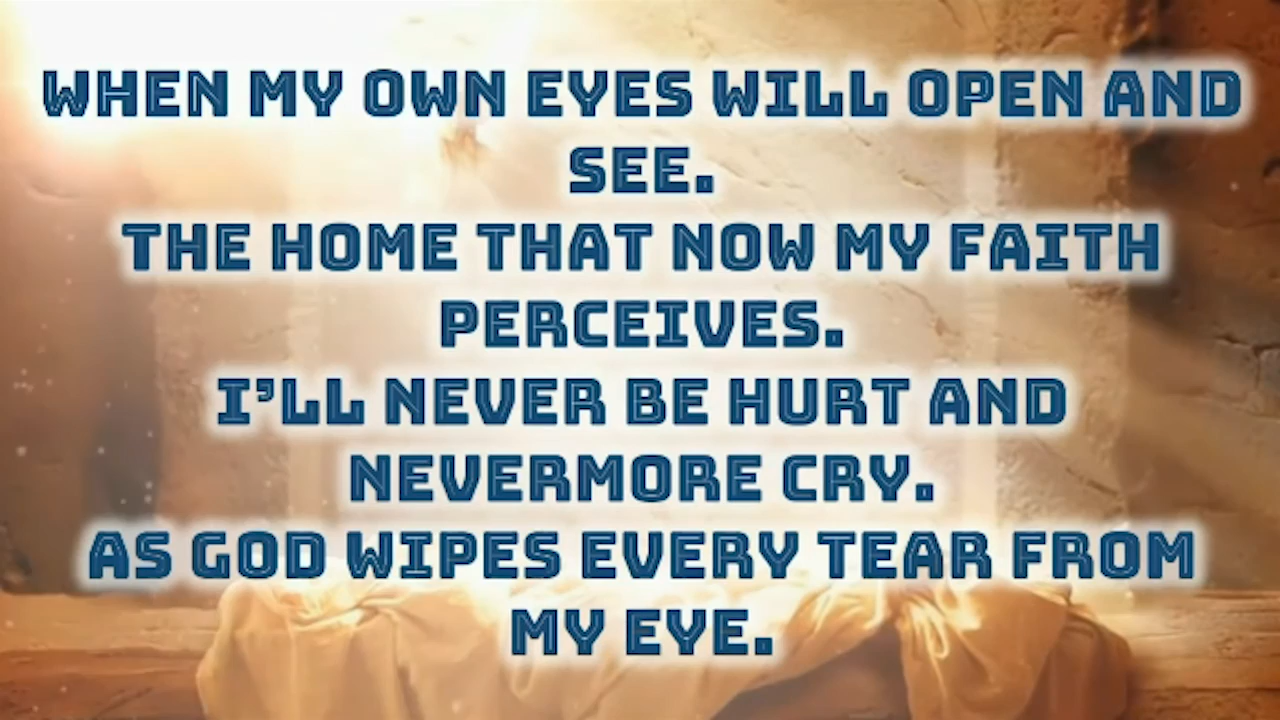 WHEN MY OWN EYES WILL OPEN AND
SEE.
THE HOME THAT NOW MY FAITH
PERCEIVES.
I’LL NEVER BE HURT AND
NEVERMORE CRY.
AS GOD WIPES EVERY TEAR FROM
MY EYE.